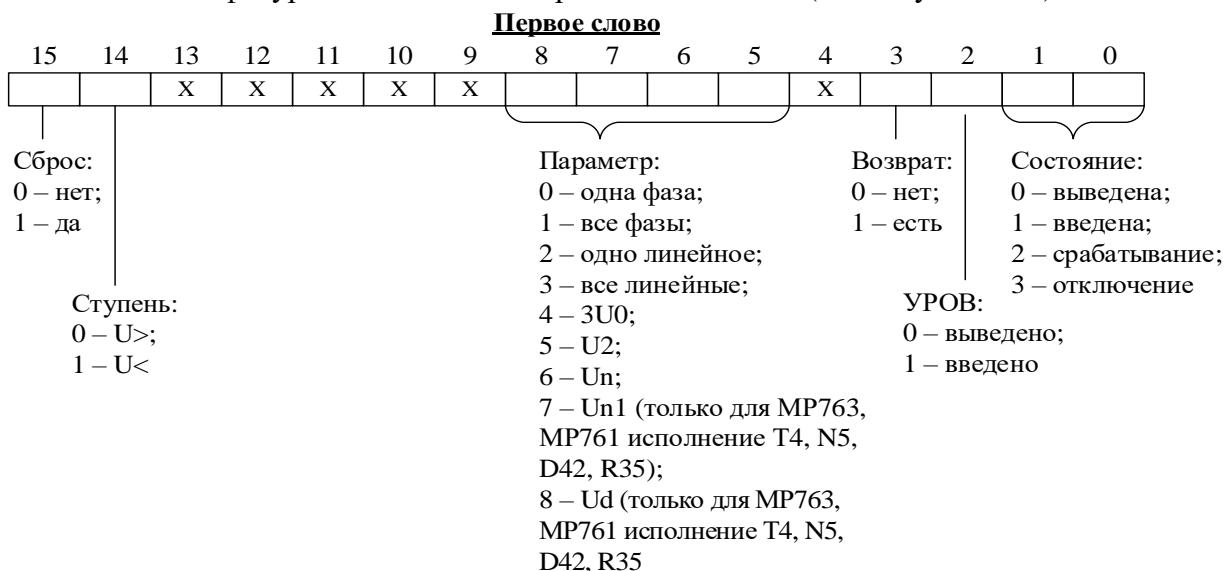 Первое слово
15 14 13 12 11 10 9 8 7 6 5 4 3 2 1 0
X X X X X X
Сброс:
0 – нет;
1 – да
Ступень:
0 – U>;
1 – U<
Параметр:
0 – одна фаза;
1 – все фазы;
2 – одно линейное;
3 – все линейные;
4 – 3U0;
5 – U2;
6 – Un;
7 – Un1 (только для МР763,
МР761 исполнение Т4, N5,
D42, R35);
8 – Ud (только для МР763,
МР761 исполнение Т4, N5,
D42, R35
Возврат:
0 – нет;
1 – есть
УРОВ:
0 – выведено;
1 – введено
Состояние:
0 – выведена;
1 – введена;
2 – срабатывание;
3 – отключение